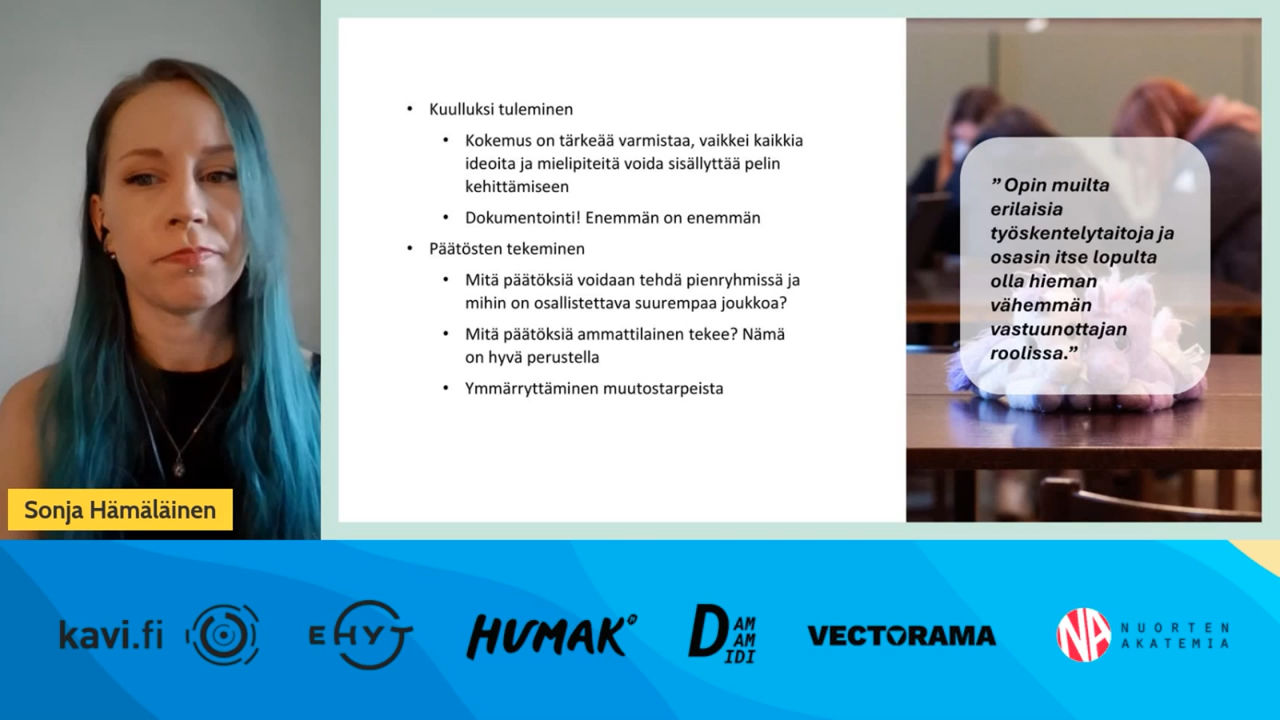 Sonja Hämäläinen
• Kuulluksi tuleminen
• Kokemus on tärkeää varmistaa, vaikkei kaikkia
ideoita ja mielipiteitä voida sisällyttää pelin
kehittämiseen
• Dokumentointi! Enemmän on enemmän
• Päätösten tekeminen
• Mitä päätöksiä voidaan tehdä pienryhmissä ja
mihin on osallistettava suurempaa joukkoa?
• Mitä päätöksiä ammattilainen tekee? Nämä
on hyvä perustella
• Ymmärryttäminen muutostarpeista
” Opin muilta
erilaisia
työskentelytaitoja ja
osasin itse lopulta
olla hieman
vähemmän
vastuunottajan
roolissa.”
kavi.fi
EHYT
HUMAK
DAMAMIDI
VECTORAMA
NA NUORTEN
AKATEMIA